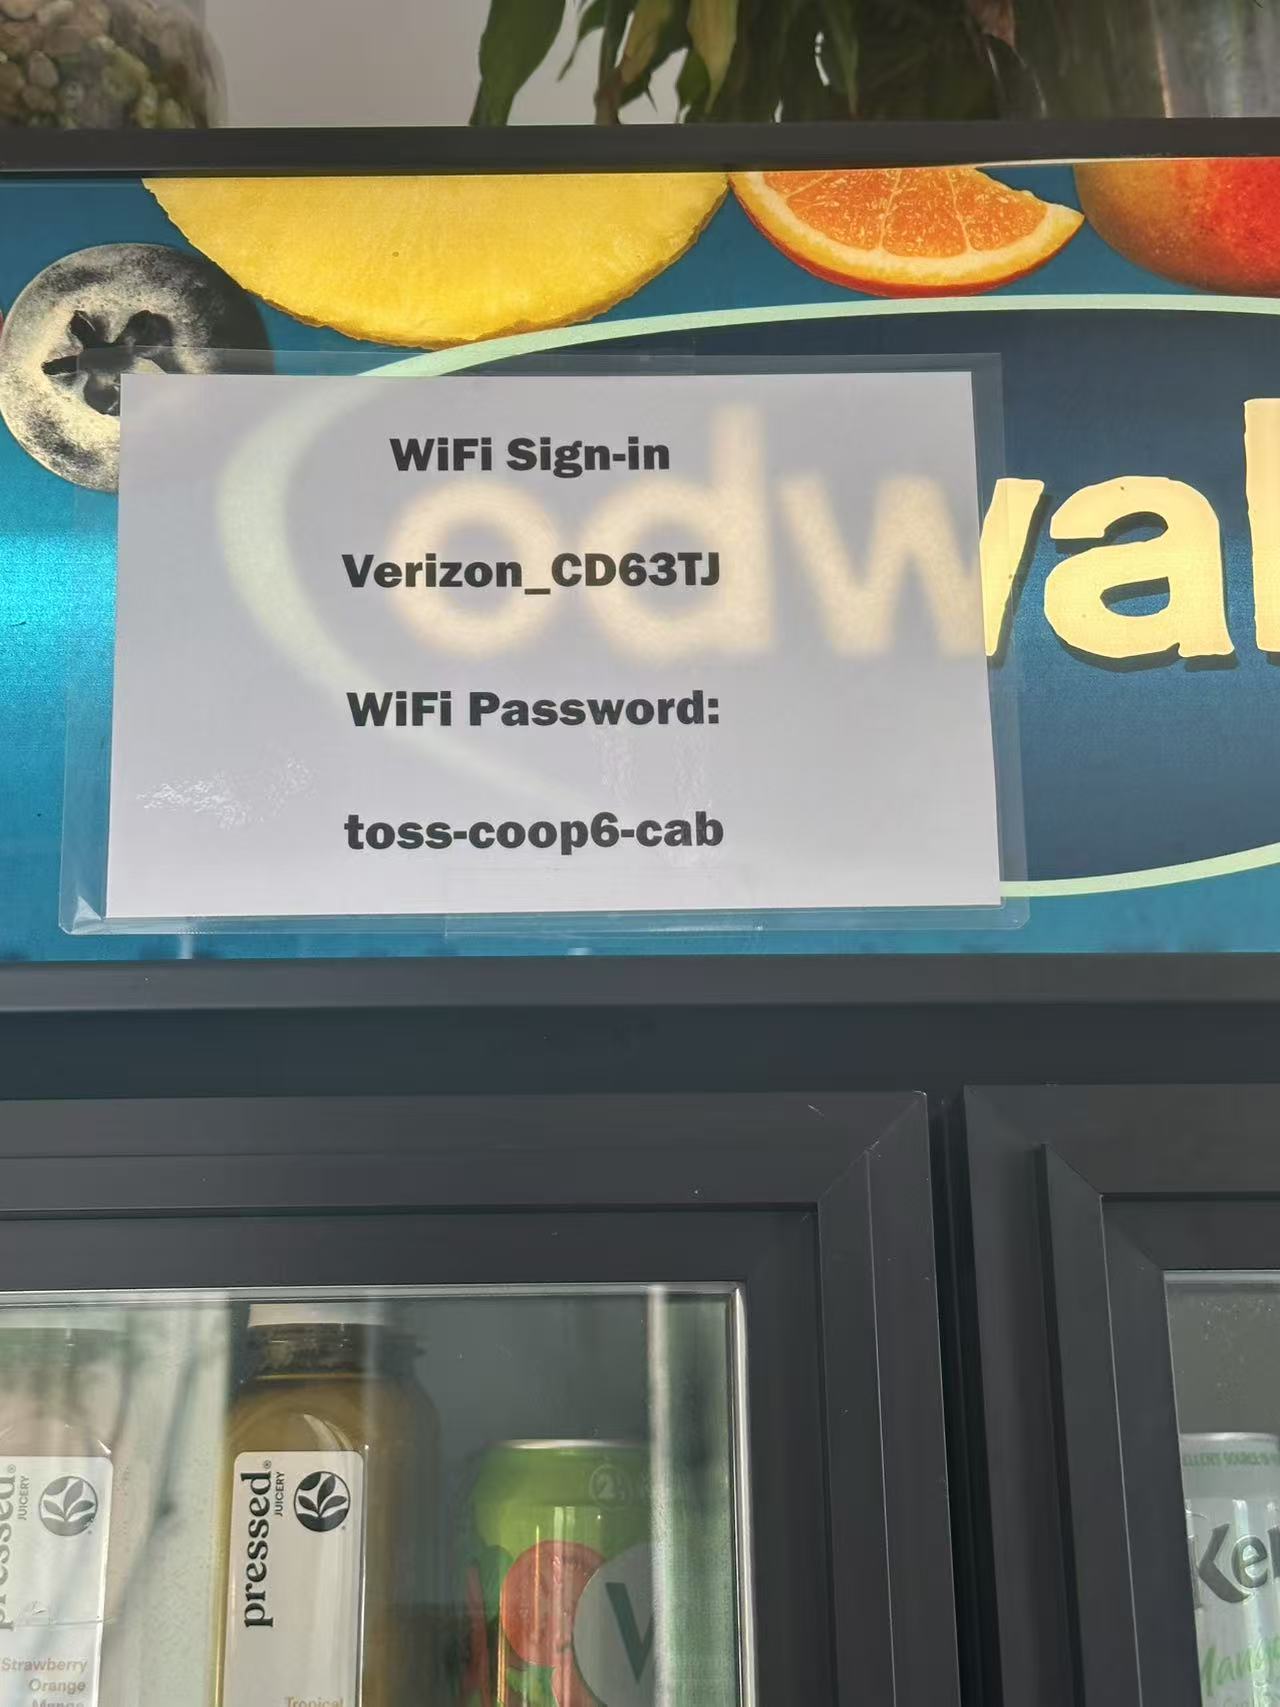 WiFi Sign-in
Verizon_CD63TJ
WiFi Password:
toss-coop6-cab
odwal
pressed
JUICERY
pressed
JUICERY
Strawberry
Orange
Mango
Tropical
Ker
Mang